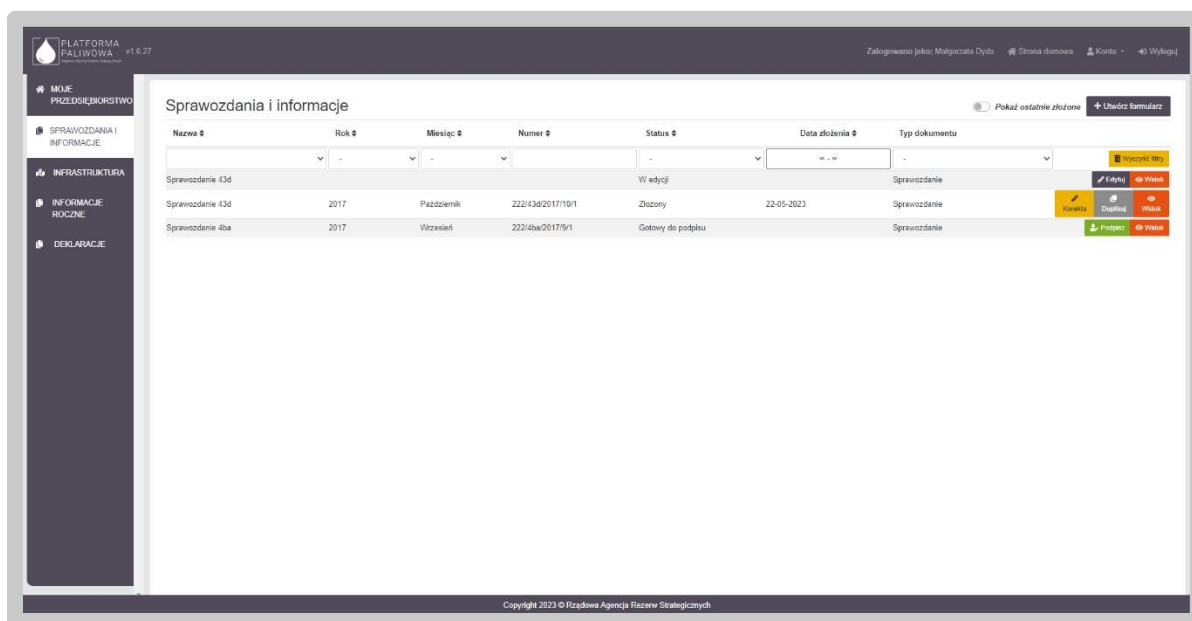 PLATFORMA
PALIWOWA v1.6.27
Zalogowano jako: Małgorzata Dydo Strona domowa Konto Wyloguj
MOJE
PRZEDSIĘBIORSTWO
SPRAWOZDANIA I
INFORMACJE
INFRASTRUKTURA
INFORMACJE
ROCZNE
DEKLARACJE
Sprawozdania i informacje
Pokaż ostatnie złożone + Utwórz formularz
Nazwa Rok Miesiąc Numer Status Data złożenia Typ dokumentu
- - - ∞ - ∞ - Wyczyść filtry
Sprawozdanie 43d W edycji Sprawozdanie Edytuj Widok
Sprawozdanie 43d 2017 Październik 222/43d/2017/10/1 Złożony 22-05-2023 Sprawozdanie Korekta Duplikuj Widok
Sprawozdanie 4ba 2017 Wrzesień 222/4ba/2017/9/1 Gotowy do podpisu Sprawozdanie Podpisz Widok
Copyright 2023 © Rządowa Agencja Rezerw Strategicznych